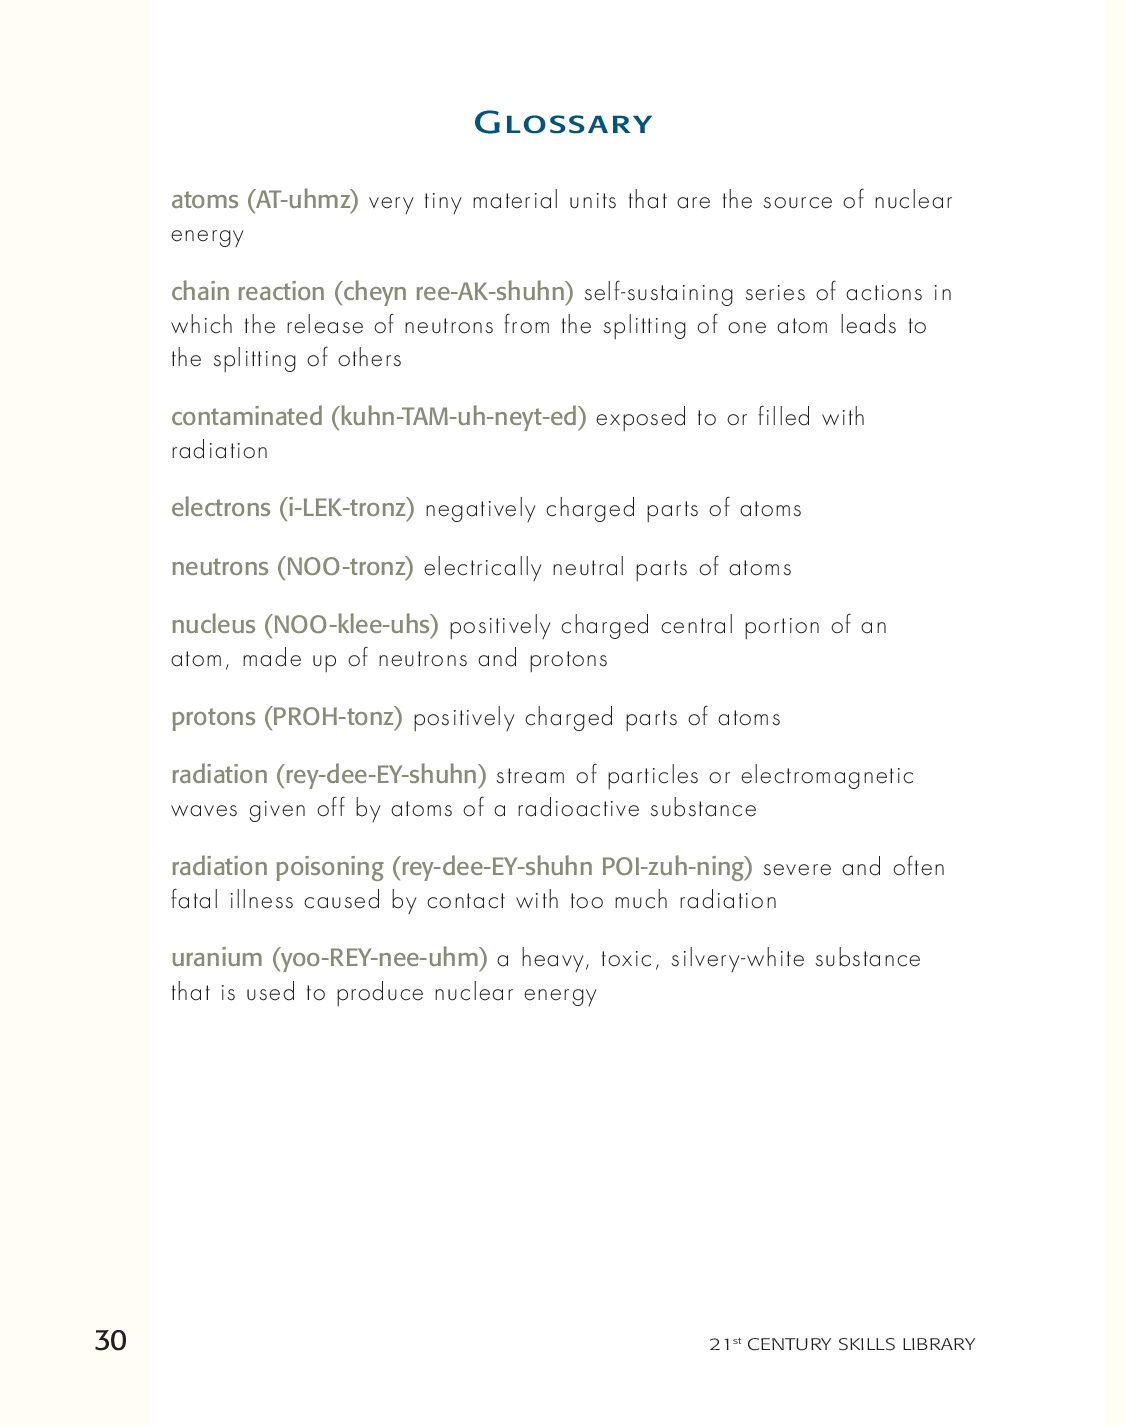 Glossary
atoms (AT-uhmz) very tiny material units that are the source of nuclear
energy
chain reaction (cheyn ree-AK-shuhn) self-sustaining series of actions in
which the release of neutrons from the splitting of one atom leads to
the splitting of others
contaminated (kuhn-TAM-uh-neyt-ed) exposed to or filled with
radiation
electrons (i-LEK-tronz) negatively charged parts of atoms
neutrons (NOO-tronz) electrically neutral parts of atoms
nucleus (NOO-klee-uhs) positively charged central portion of an
atom, made up of neutrons and protons
protons (PROH-tonz) positively charged parts of atoms
radiation (rey-dee-EY-shuhn) stream of particles or electromagnetic
waves given off by atoms of a radioactive substance
radiation poisoning (rey-dee-EY-shuhn POI-zuh-ning) severe and often
fatal illness caused by contact with too much radiation
uranium (yoo-REY-nee-uhm) a heavy, toxic, silvery-white substance
that is used to produce nuclear energy
30
21st CENTURY SKILLS LIBRARY